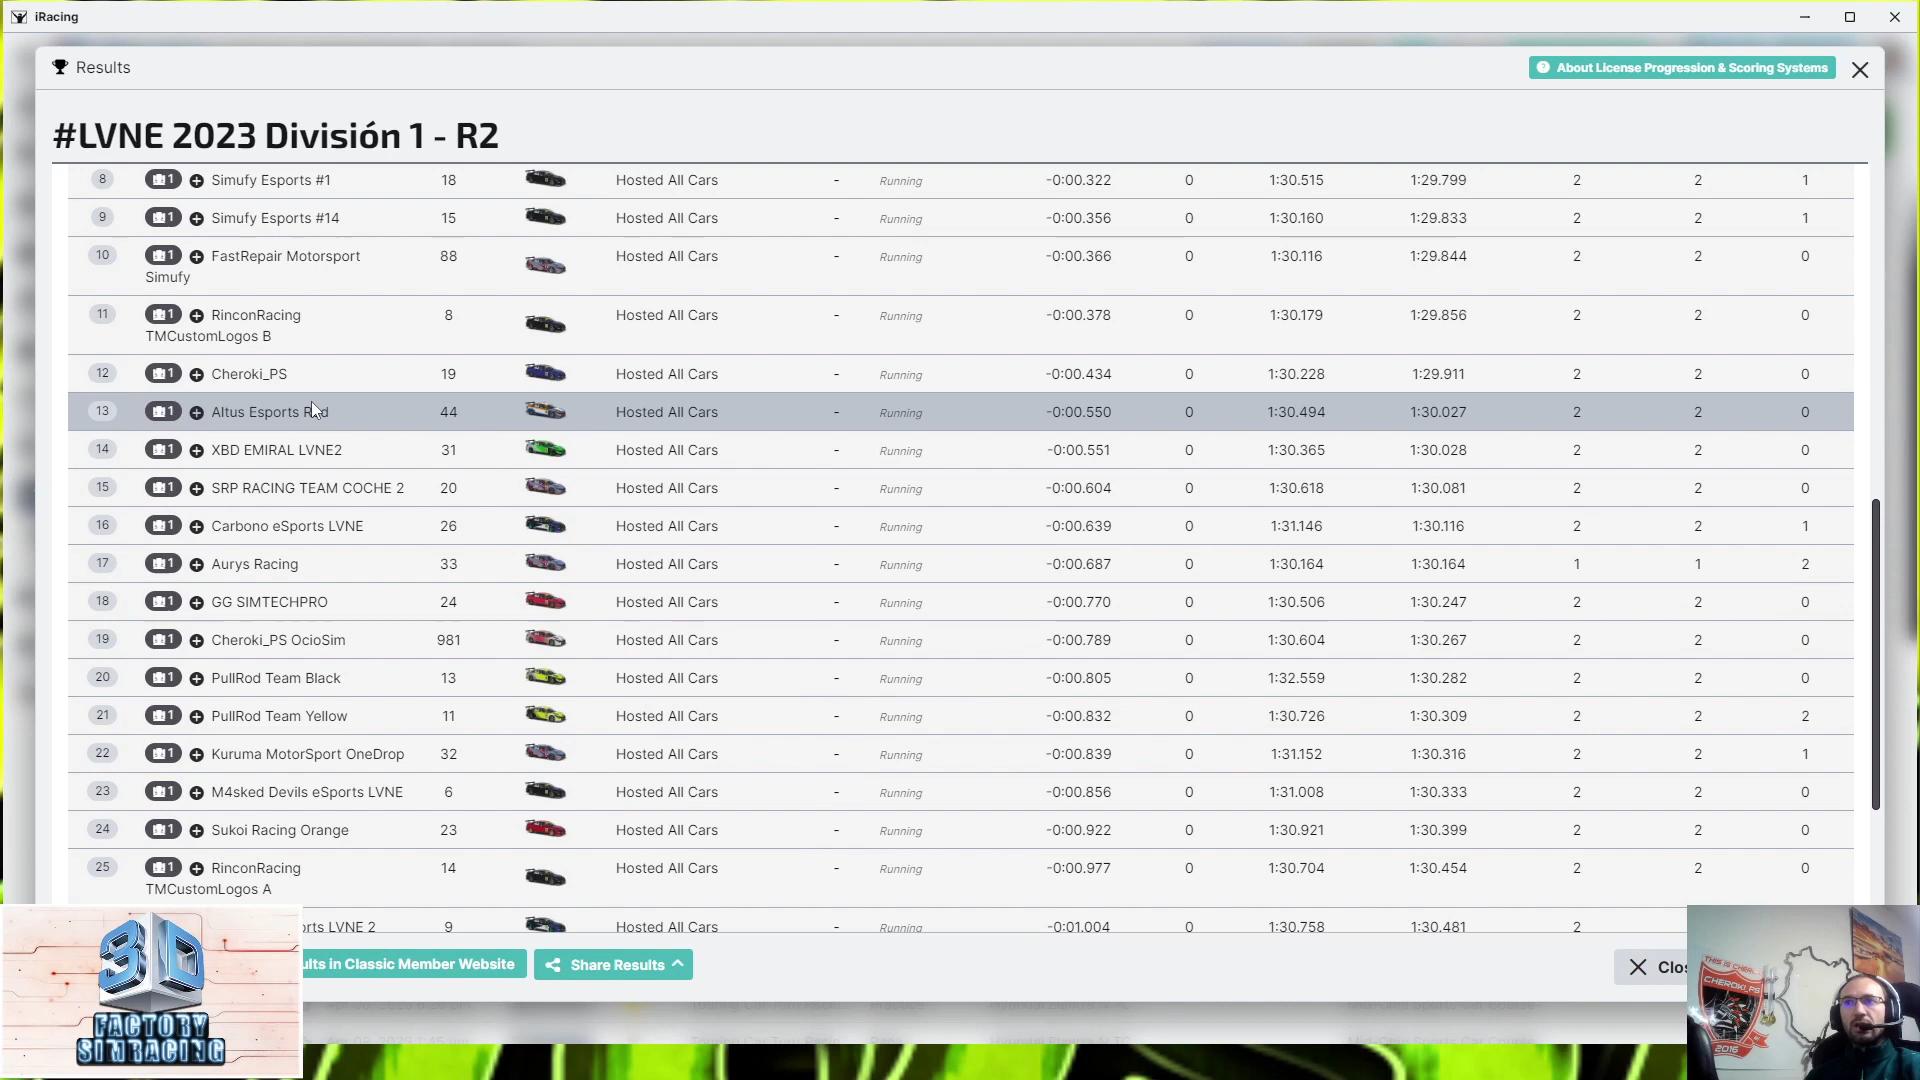 iRacing
Results
About License Progression & Scoring Systems
#LVNE 2023 División 1 - R2
8 1 Simufy Esports #1 18 Hosted All Cars - Running -0:00.322 0 1:30.515 1:29.799 2 2 1
9 1 Simufy Esports #14 15 Hosted All Cars - Running -0:00.356 0 1:30.160 1:29.833 2 2 1
10 1 FastRepair Motorsport 88 Hosted All Cars - Running -0:00.366 0 1:30.116 1:29.844 2 2 0
Simufy
11 1 RinconRacing 8 Hosted All Cars - Running -0:00.378 0 1:30.179 1:29.856 2 2 0
TMCustomLogos B
12 1 Cheroki_PS 19 Hosted All Cars - Running -0:00.434 0 1:30.228 1:29.911 2 2 0
13 1 Altus Esports Red 44 Hosted All Cars - Running -0:00.550 0 1:30.494 1:30.027 2 2 0
14 1 XBD EMIRAL LVNE2 31 Hosted All Cars - Running -0:00.551 0 1:30.365 1:30.028 2 2 0
15 1 SRP RACING TEAM COCHE 2 20 Hosted All Cars - Running -0:00.604 0 1:30.618 1:30.081 2 2 0
16 1 Carbono eSports LVNE 26 Hosted All Cars - Running -0:00.639 0 1:31.146 1:30.116 2 2 1
17 1 Aurys Racing 33 Hosted All Cars - Running -0:00.687 0 1:30.164 1:30.164 1 1 2
18 1 GG SIMTECHPRO 24 Hosted All Cars - Running -0:00.770 0 1:30.506 1:30.247 2 2 0
19 1 Cheroki_PS OcioSim 981 Hosted All Cars - Running -0:00.789 0 1:30.604 1:30.267 2 2 0
20 1 PullRod Team Black 13 Hosted All Cars - Running -0:00.805 0 1:32.559 1:30.282 2 2 0
21 1 PullRod Team Yellow 11 Hosted All Cars - Running -0:00.832 0 1:30.726 1:30.309 2 2 2
22 1 Kuruma MotorSport OneDrop 32 Hosted All Cars - Running -0:00.839 0 1:31.152 1:30.316 2 2 1
23 1 M4sked Devils eSports LVNE 6 Hosted All Cars - Running -0:00.856 0 1:31.008 1:30.333 2 2 0
24 1 Sukoi Racing Orange 23 Hosted All Cars - Running -0:00.922 0 1:30.921 1:30.399 2 2 0
25 1 RinconRacing 14 Hosted All Cars - Running -0:00.977 0 1:30.704 1:30.454 2 2 0
TMCustomLogos A
orts LVNE 2 9 Hosted All Cars - Running -0:01.004 0 1:30.758 1:30.481 2
ults in Classic Member Website
Share Results
Clos
3D
FACTORY
SIMRACING
THIS IS CHEROKI
CHEROKI_PS
2016